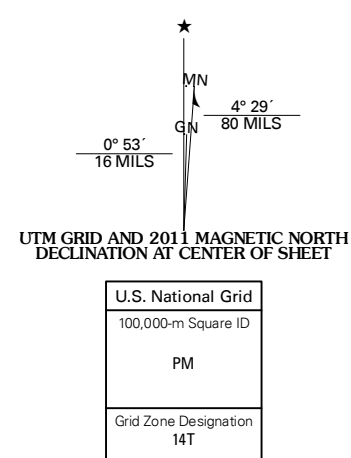 ★
MN
4° 29´
80 MILS
GN
0° 53´
16 MILS
UTM GRID AND 2011 MAGNETIC NORTH
DECLINATION AT CENTER OF SHEET
U.S. National Grid
100,000-m Square ID
PM
Grid Zone Designation
14T